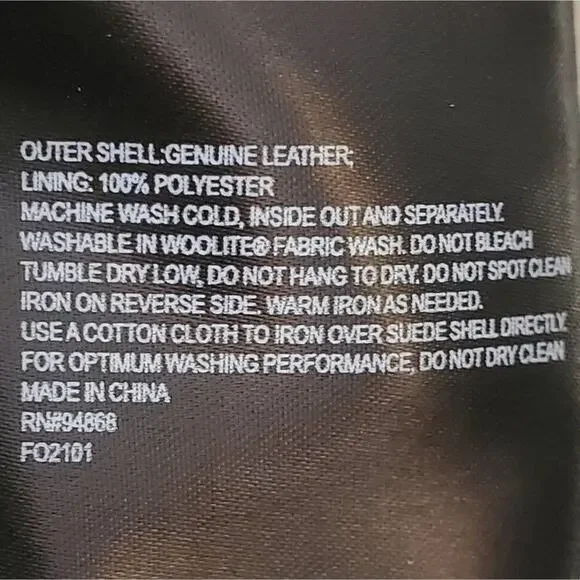 OUTER SHELL:GENUINE LEATHER;
LINING: 100% POLYESTER
MACHINE WASH COLD, INSIDE OUT AND SEPARATELY.
WASHABLE IN WOOLITE® FABRIC WASH. DO NOT BLEACH
TUMBLE DRY LOW, DO NOT HANG TO DRY. DO NOT SPOT CLEAN
IRON ON REVERSE SIDE. WARM IRON AS NEEDED.
USE A COTTON CLOTH TO IRON OVER SUEDE SHELL DIRECTLY.
FOR OPTIMUM WASHING PERFORMANCE, DO NOT DRY CLEAN
MADE IN CHINA
RN#94868
FO2101